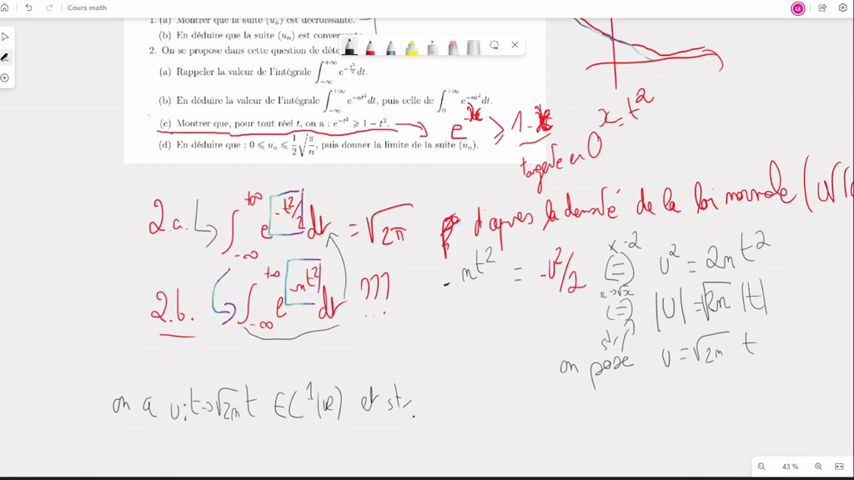 Cours math
1. (a) Montrer que la suite (uₙ) est décroissante.
(b) En déduire que la suite (uₙ) est conver
2. On se propose dans cette question de déte
(a) Rappeler la valeur de l'intégrale ∫_{-∞}^{+∞} e^{-t²/2} dt.
(b) En déduire la valeur de l'intégrale ∫_{-∞}^{+∞} e^{-nt²} dt, puis celle de ∫_0^{+∞} e^{-nt²} dt.
(c) Montrer que, pour tout réel t, on a : e^{-t²} ⩾ 1 − t².
(d) En déduire que : 0 ⩽ uₙ ⩽ 1/2 √(π/n), puis donner la limite de la suite (uₙ).
x = t²
tangente en 0
2.a. ∫_{-∞}^{+∞} e^{-t²/2} dt = √2π
d'après la densité de la loi normale
2.b. ∫_{-∞}^{+∞} e^{-nt²} dt ???
- nt² = -u²/2 (=) u² = 2n t²
x -2
(=) |u| = √2n |t|
on pose u = √2n t
on a u: t → √2n t ∈ C¹(R) et st
43 %